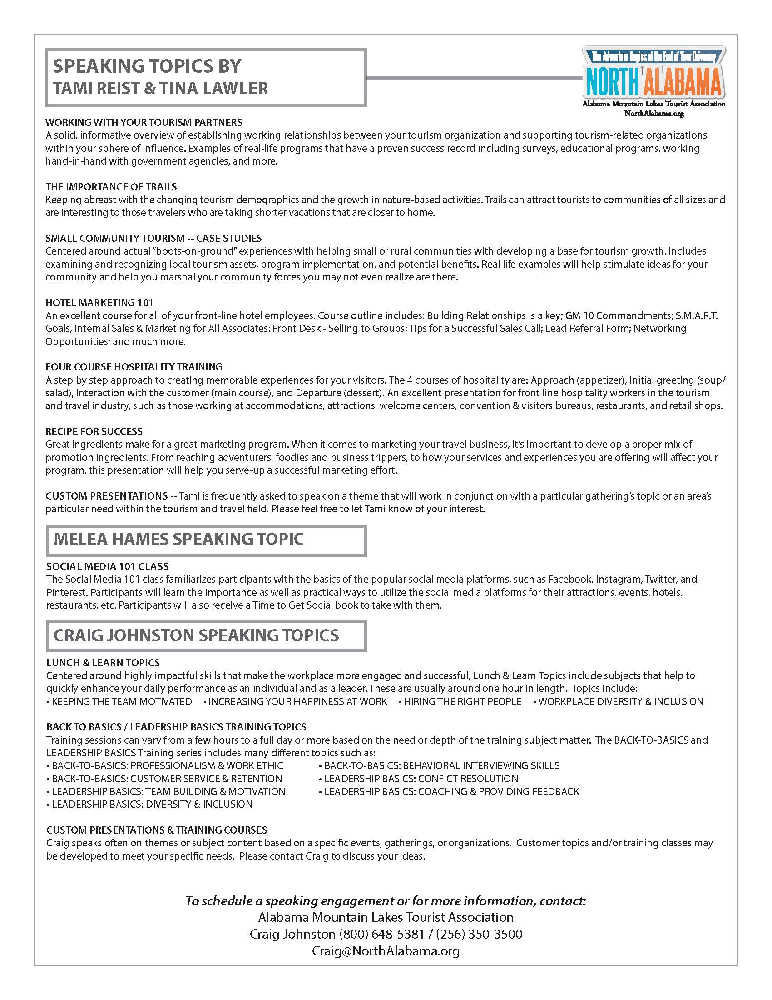 SPEAKING TOPICS BY
TAMI REIST & TINA LAWLER
The Adventure Begins at the End of Your Driveway
NORTH ALABAMA
Alabama Mountain Lakes Tourist Association
NorthAlabama.org
WORKING WITH YOUR TOURISM PARTNERS
A solid, informative overview of establishing working relationships between your tourism organization and supporting tourism-related organizations
within your sphere of influence. Examples of real-life programs that have a proven success record including surveys, educational programs, working
hand-in-hand with government agencies, and more.
THE IMPORTANCE OF TRAILS
Keeping abreast with the changing tourism demographics and the growth in nature-based activities. Trails can attract tourists to communities of all sizes and
are interesting to those travelers who are taking shorter vacations that are closer to home.
SMALL COMMUNITY TOURISM -- CASE STUDIES
Centered around actual “boots-on-ground” experiences with helping small or rural communities with developing a base for tourism growth. Includes
examining and recognizing local tourism assets, program implementation, and potential benefits. Real life examples will help stimulate ideas for your
community and help you marshal your community forces you may not even realize are there.
HOTEL MARKETING 101
An excellent course for all of your front-line hotel employees. Course outline includes: Building Relationships is a key; GM 10 Commandments; S.M.A.R.T.
Goals, Internal Sales & Marketing for All Associates; Front Desk - Selling to Groups; Tips for a Successful Sales Call; Lead Referral Form; Networking
Opportunities; and much more.
FOUR COURSE HOSPITALITY TRAINING
A step by step approach to creating memorable experiences for your visitors. The 4 courses of hospitality are: Approach (appetizer), Initial greeting (soup/
salad), Interaction with the customer (main course), and Departure (dessert). An excellent presentation for front line hospitality workers in the tourism
and travel industry, such as those working at accommodations, attractions, welcome centers, convention & visitors bureaus, restaurants, and retail shops.
RECIPE FOR SUCCESS
Great ingredients make for a great marketing program. When it comes to marketing your travel business, it’s important to develop a proper mix of
promotion ingredients. From reaching adventurers, foodies and business trippers, to how your services and experiences you are offering will affect your
program, this presentation will help you serve-up a successful marketing effort.
CUSTOM PRESENTATIONS -- Tami is frequently asked to speak on a theme that will work in conjunction with a particular gathering’s topic or an area’s
particular need within the tourism and travel field. Please feel free to let Tami know of your interest.
MELEA HAMES SPEAKING TOPIC
SOCIAL MEDIA 101 CLASS
The Social Media 101 class familiarizes participants with the basics of the popular social media platforms, such as Facebook, Instagram, Twitter, and
Pinterest. Participants will learn the importance as well as practical ways to utilize the social media platforms for their attractions, events, hotels,
restaurants, etc. Participants will also receive a Time to Get Social book to take with them.
CRAIG JOHNSTON SPEAKING TOPICS
LUNCH & LEARN TOPICS
Centered around highly impactful skills that make the workplace more engaged and successful, Lunch & Learn Topics include subjects that help to
quickly enhance your daily performance as an individual and as a leader. These are usually around one hour in length. Topics Include:
• KEEPING THE TEAM MOTIVATED • INCREASING YOUR HAPPINESS AT WORK • HIRING THE RIGHT PEOPLE • WORKPLACE DIVERSITY & INCLUSION
BACK TO BASICS / LEADERSHIP BASICS TRAINING TOPICS
Training sessions can vary from a few hours to a full day or more based on the need or depth of the training subject matter. The BACK-TO-BASICS and
LEADERSHIP BASICS Training series includes many different topics such as:
• BACK-TO-BASICS: PROFESSIONALISM & WORK ETHIC • BACK-TO-BASICS: BEHAVIORAL INTERVIEWING SKILLS
• BACK-TO-BASICS: CUSTOMER SERVICE & RETENTION • LEADERSHIP BASICS: CONFICT RESOLUTION
• LEADERSHIP BASICS: TEAM BUILDING & MOTIVATION • LEADERSHIP BASICS: COACHING & PROVIDING FEEDBACK
• LEADERSHIP BASICS: DIVERSITY & INCLUSION
CUSTOM PRESENTATIONS & TRAINING COURSES
Craig speaks often on themes or subject content based on a specific events, gatherings, or organizations. Customer topics and/or training classes may
be developed to meet your specific needs. Please contact Craig to discuss your ideas.
To schedule a speaking engagement or for more information, contact:
Alabama Mountain Lakes Tourist Association
Craig Johnston (800) 648-5381 / (256) 350-3500
Craig@NorthAlabama.org